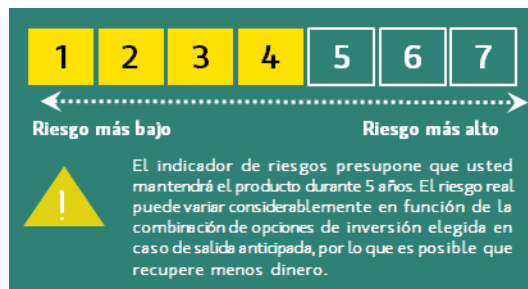 1 2 3 4 5 6 7
Riesgo más bajo Riesgo más alto
!
El indicador de riesgos presupone que usted
mantendrá el producto durante 5 años. El riesgo real
puede variar considerablemente en función de la
combinación de opciones de inversión elegida en
caso de salida anticipada, por lo que es posible que
recupere menos dinero.